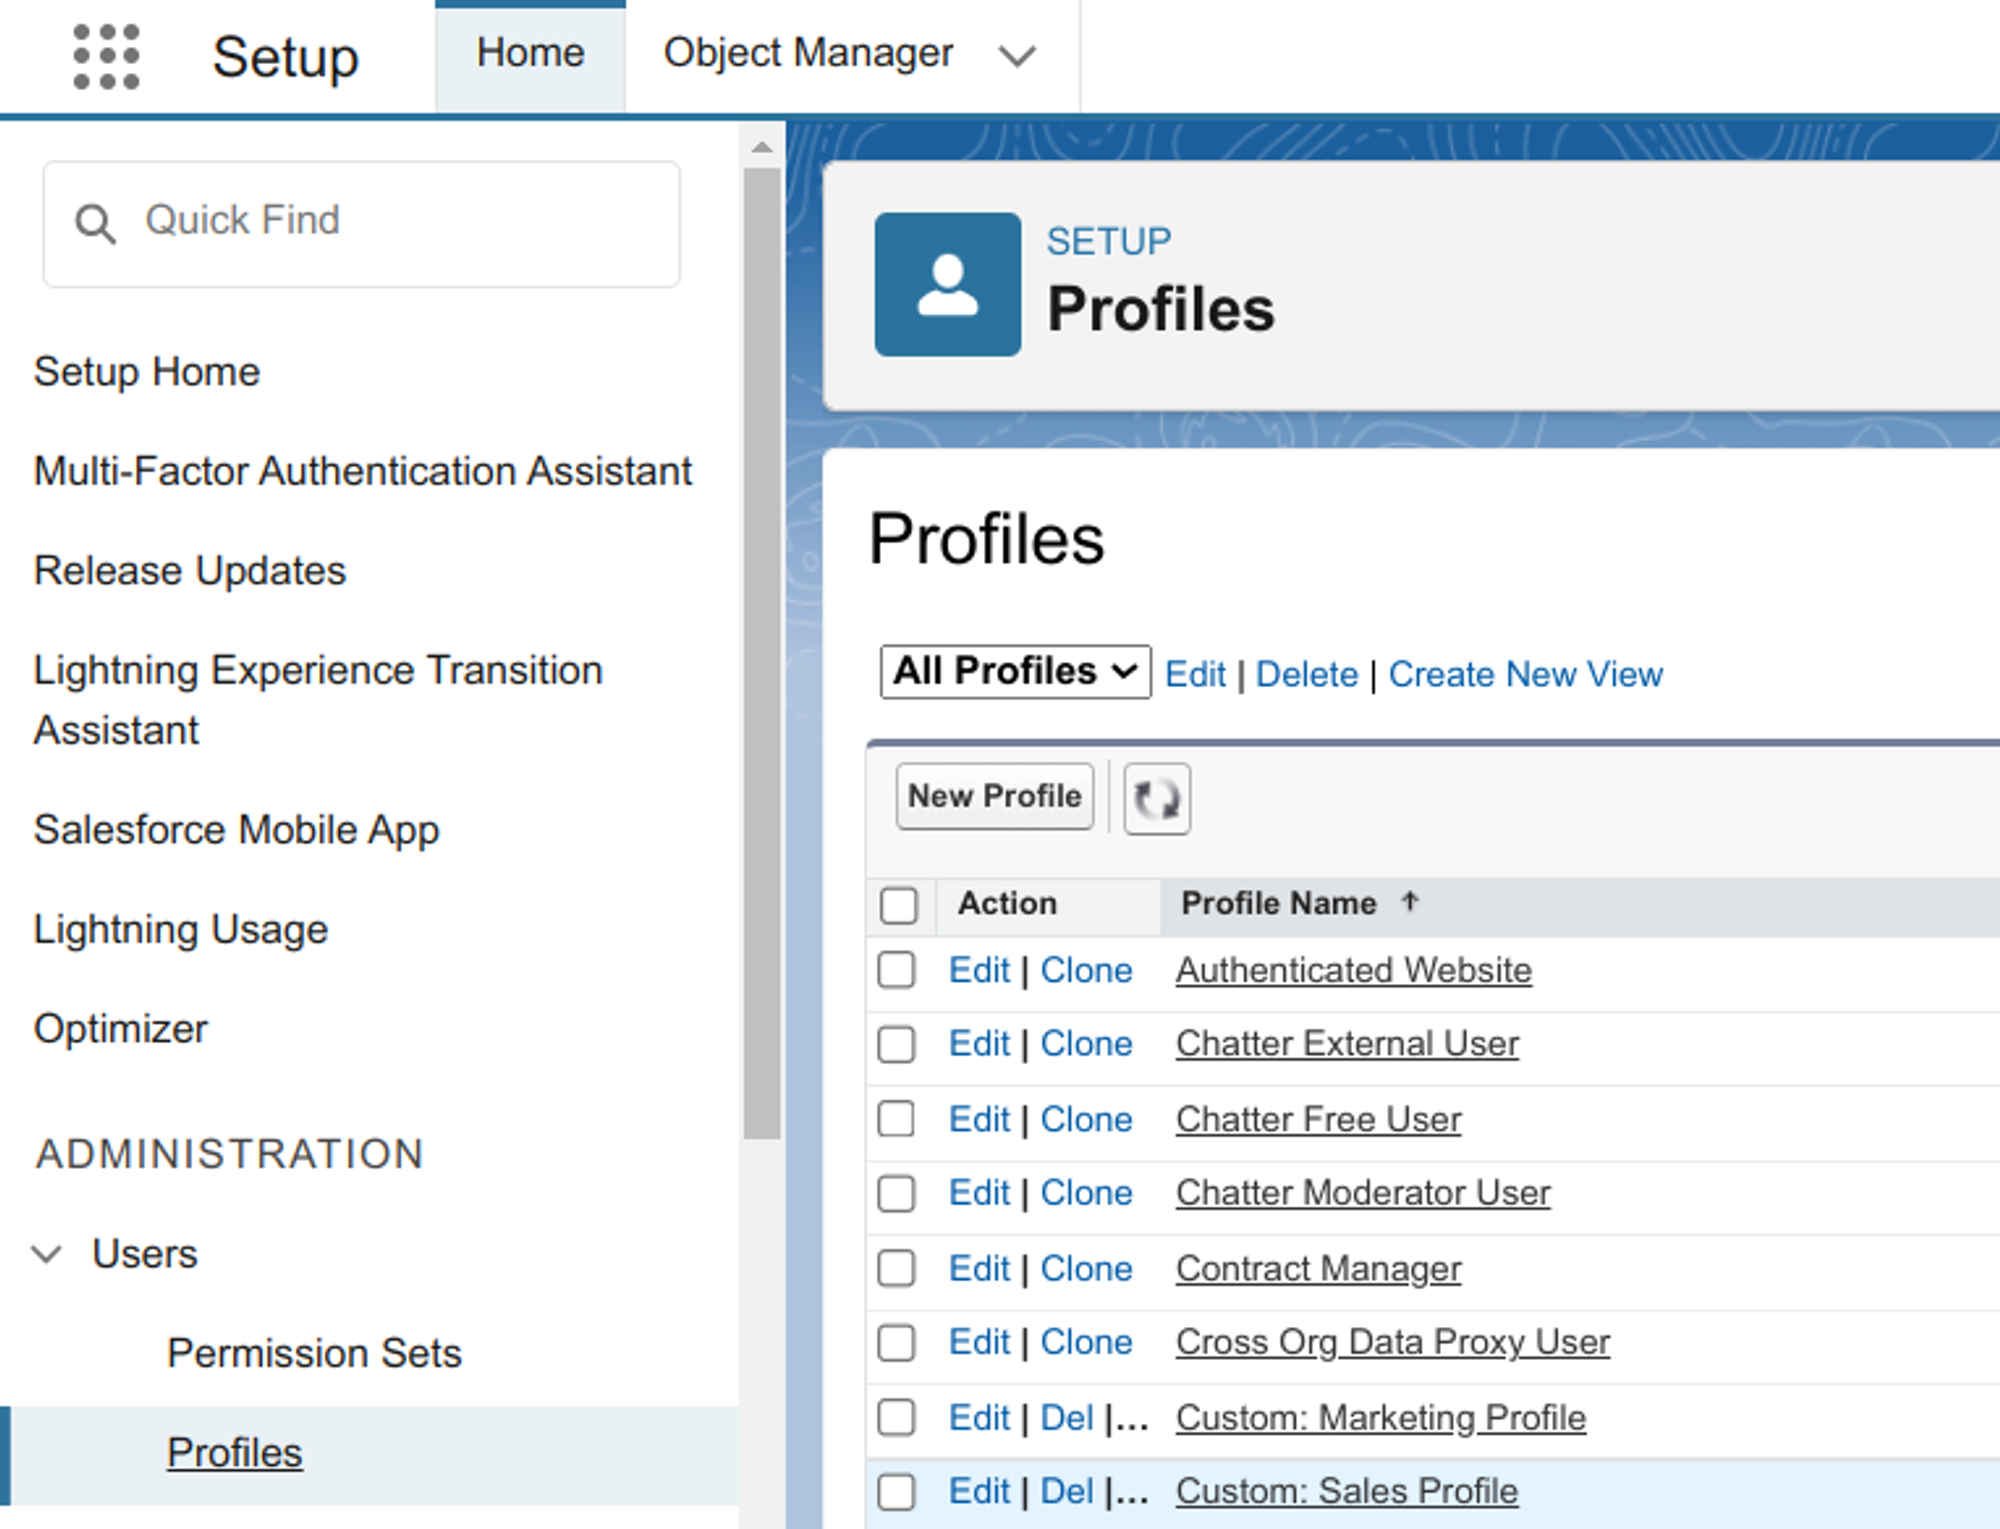 Setup
Home
Object Manager
Quick Find
Setup Home
Multi-Factor Authentication Assistant
Release Updates
Lightning Experience Transition
Assistant
Salesforce Mobile App
Lightning Usage
Optimizer
ADMINISTRATION
Users
Permission Sets
Profiles
SETUP
Profiles
Profiles
All Profiles Edit | Delete | Create New View
New Profile
Action Profile Name ↑
Edit | Clone Authenticated Website
Edit | Clone Chatter External User
Edit | Clone Chatter Free User
Edit | Clone Chatter Moderator User
Edit | Clone Contract Manager
Edit | Clone Cross Org Data Proxy User
Edit | Del |... Custom: Marketing Profile
Edit | Del |... Custom: Sales Profile